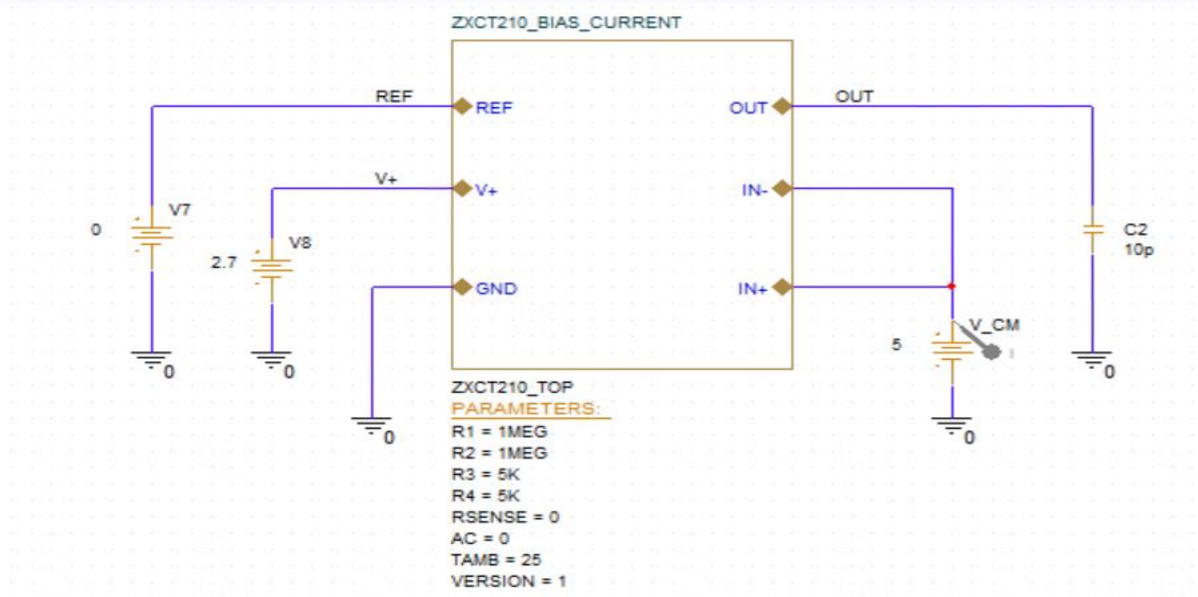 ZXCT210_BIAS_CURRENT
REF
REF
OUT
OUT
V+
V+
IN-
V7
0
V8
2.7
C2
10p
GND
IN+
V_CM
5
I
0
0
0
0
0
ZXCT210_TOP
PARAMETERS:
R1 = 1MEG
R2 = 1MEG
R3 = 5K
R4 = 5K
RSENSE = 0
AC = 0
TAMB = 25
VERSION = 1